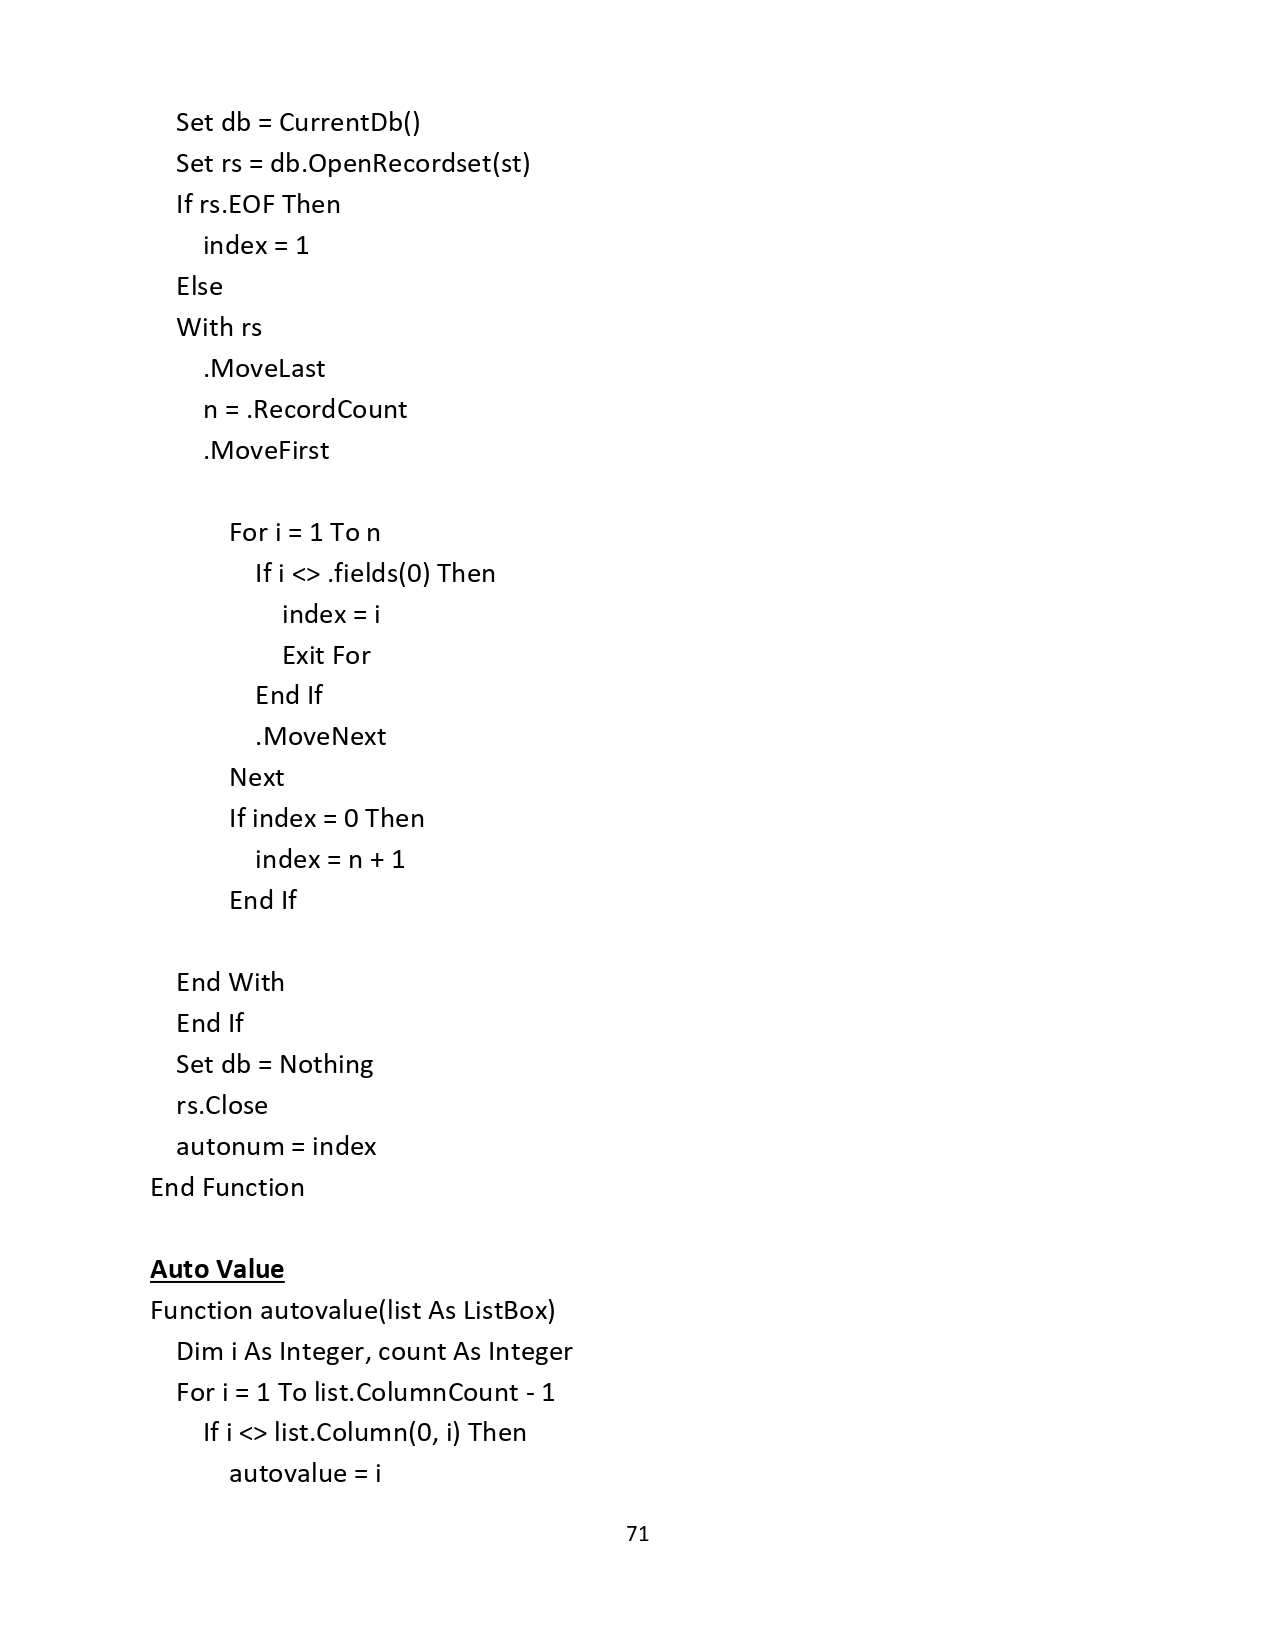 Set db = CurrentDb()
Set rs = db.OpenRecordset(st)
If rs.EOF Then
index = 1
Else
With rs
.MoveLast
n = .RecordCount
.MoveFirst
For i = 1 To n
If i <> .fields(0) Then
index = i
Exit For
End If
.MoveNext
Next
If index = 0 Then
index = n + 1
End If
End With
End If
Set db = Nothing
rs.Close
autonum = index
End Function
Auto Value
Function autovalue(list As ListBox)
Dim i As Integer, count As Integer
For i = 1 To list.ColumnCount - 1
If i <> list.Column(0, i) Then
autovalue = i
71